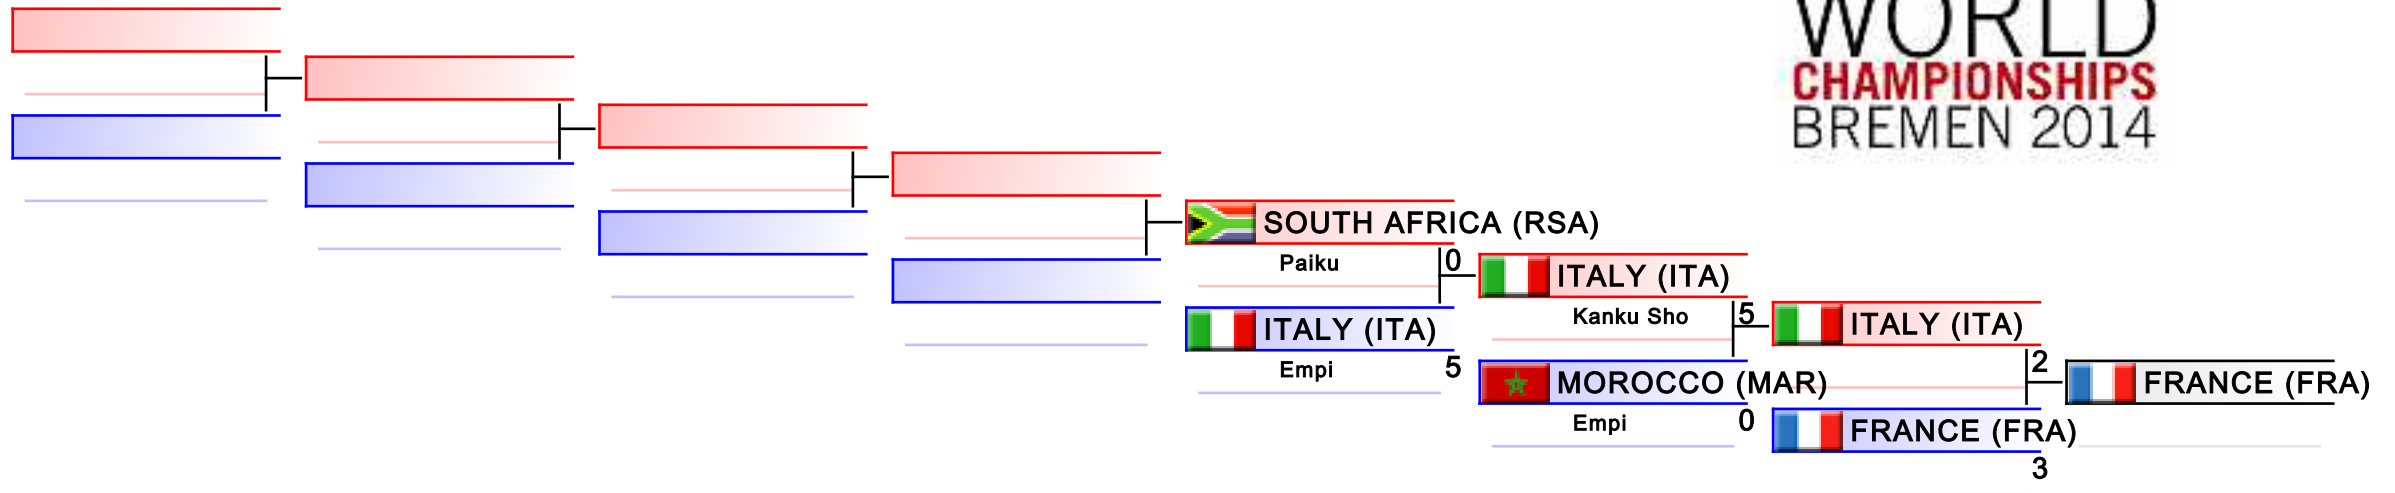 WORLD
CHAMPIONSHIPS
BREMEN 2014
SOUTH AFRICA (RSA)
Paiku
0
ITALY (ITA)
Empi
5
ITALY (ITA)
Kanku Sho
5
MOROCCO (MAR)
Empi
0
ITALY (ITA)
2
FRANCE (FRA)
3
FRANCE (FRA)